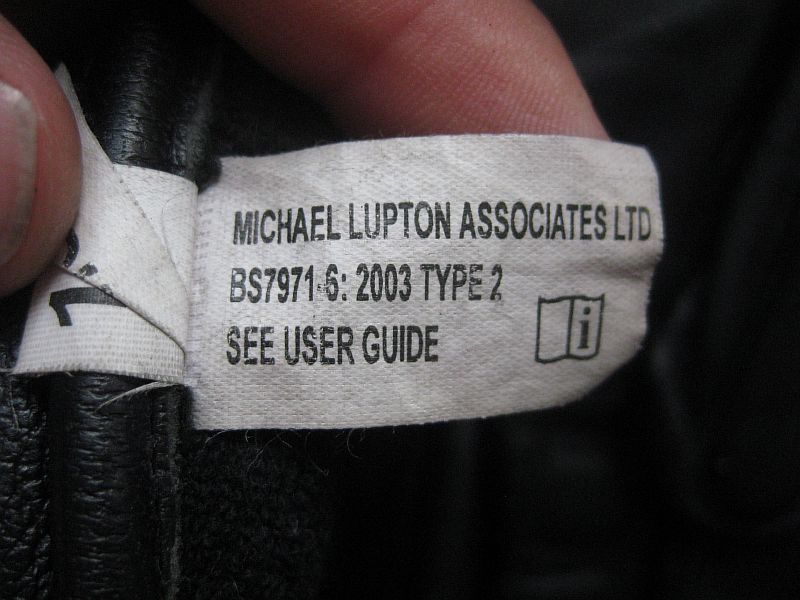 MICHAEL LUPTON ASSOCIATES LTD
BS7971-6: 2003 TYPE 2
SEE USER GUIDE
i